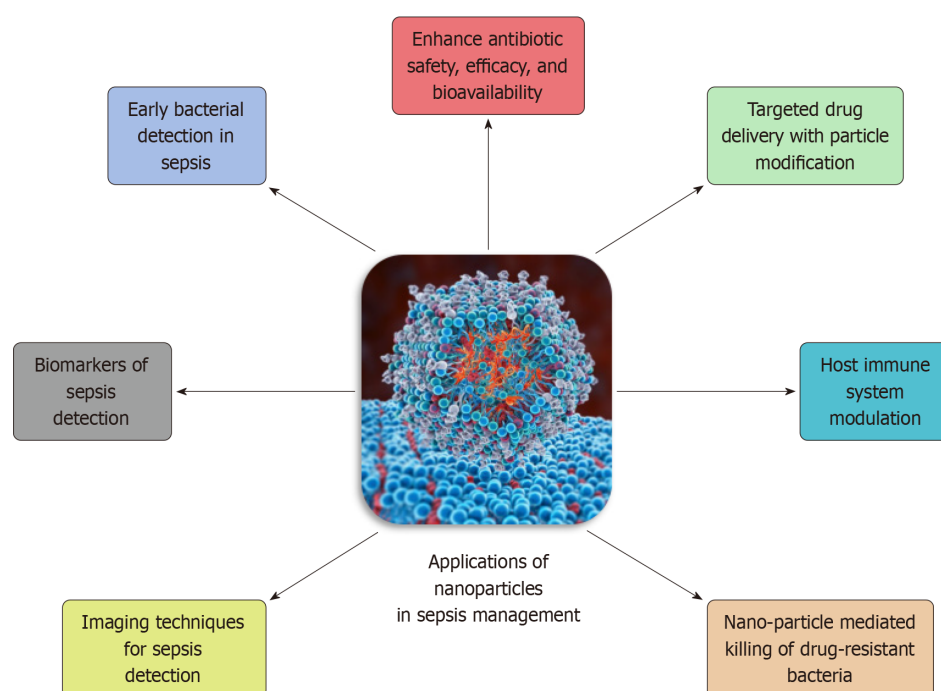 Enhance antibiotic
safety, efficacy, and
bioavailability
Early bacterial
detection in
sepsis
Targeted drug
delivery with particle
modification
Biomarkers of
sepsis
detection
Host immune
system
modulation
Applications of
nanoparticles
in sepsis management
Imaging techniques
for sepsis
detection
Nano-particle mediated
killing of drug-resistant
bacteria